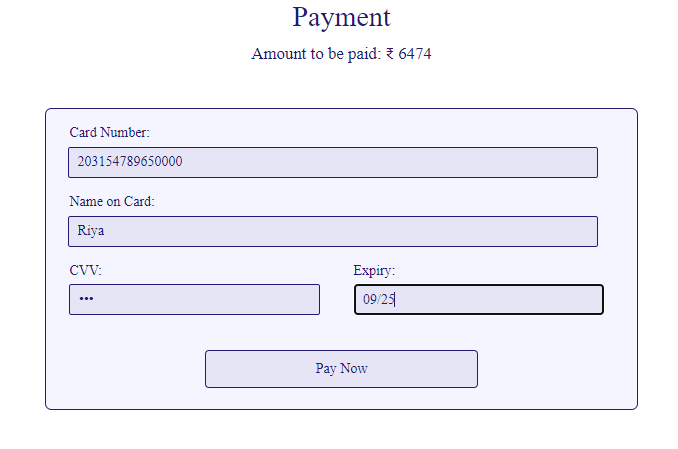 Payment
Amount to be paid: ₹ 6474
Card Number:
203154789650000
Name on Card:
Riya
CVV: Expiry:
••• 09/25
Pay Now